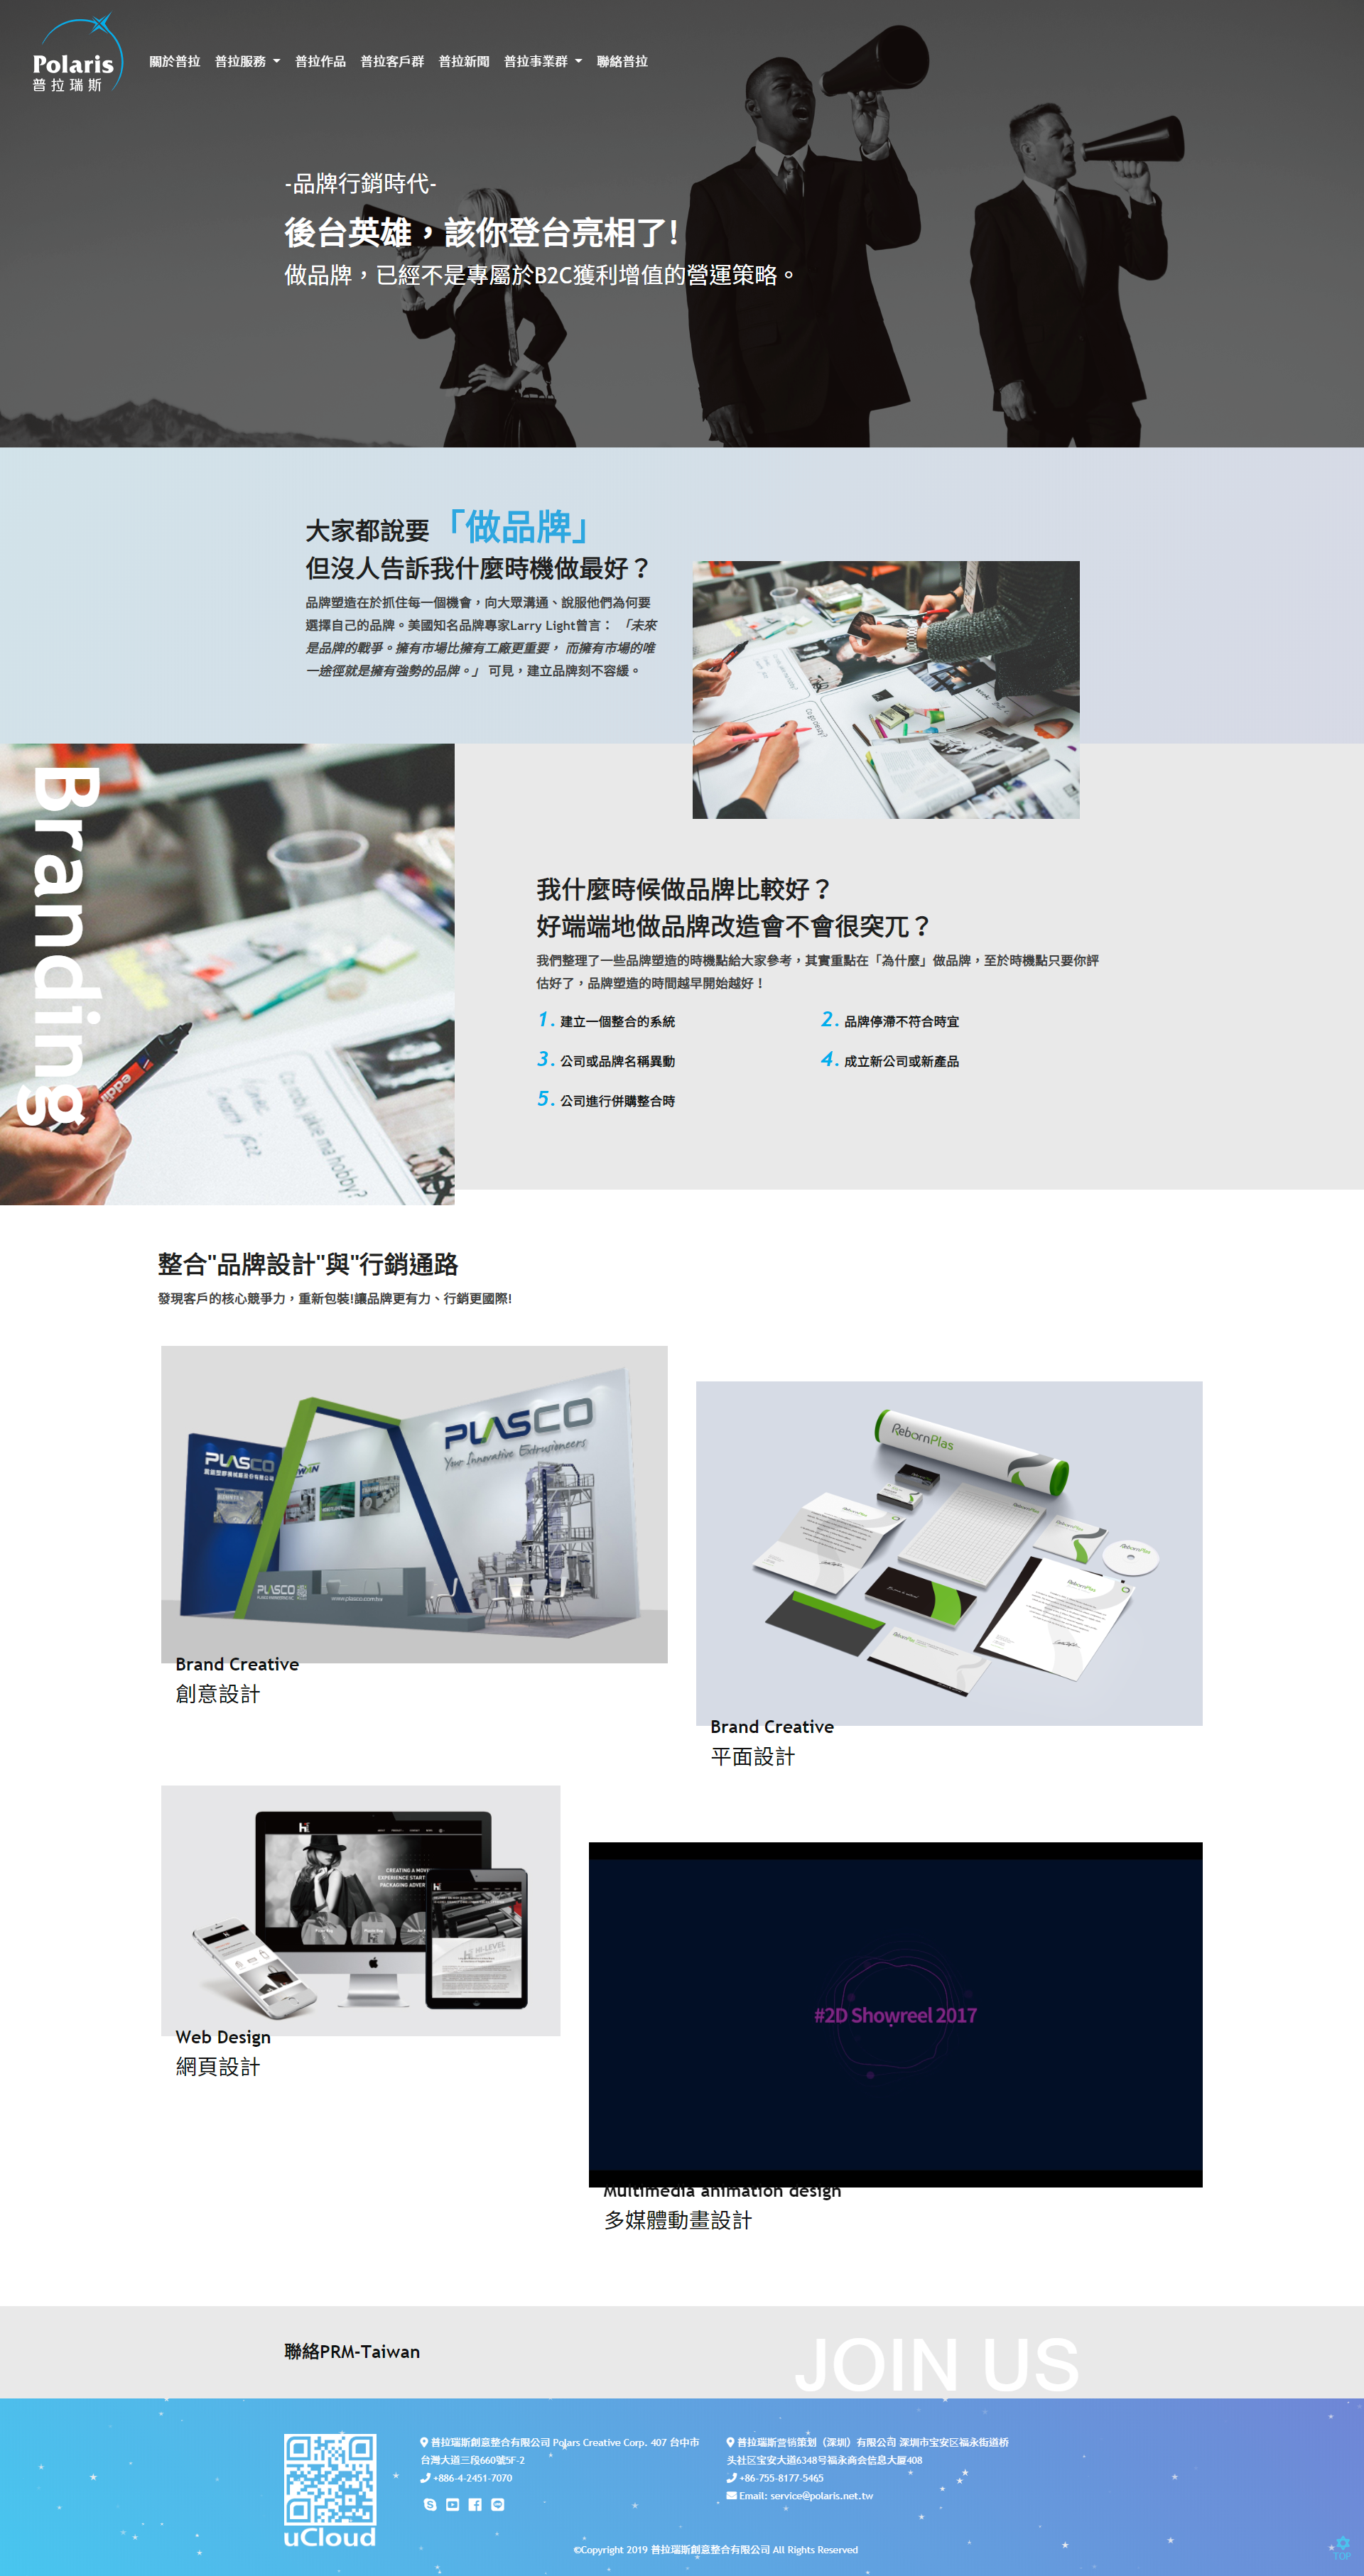 Polaris
普拉瑞斯
關於普拉 普拉服務 普拉作品 普拉客戶群 普拉新聞 普拉事業群 聯絡普拉
-品牌行銷時代-
後台英雄，該你登台亮相了!
做品牌，已經不是專屬於B2C獲利增值的營運策略。
大家都說要「做品牌」
但沒人告訴我什麼時機做最好？
品牌塑造在於抓住每一個機會，向大眾溝通、說服他們為何要
選擇自己的品牌。美國知名品牌專家Larry Light曾言：「未來
是品牌的戰爭。擁有市場比擁有工廠更重要， 而擁有市場的唯
一途徑就是擁有強勢的品牌。」 可見，建立品牌刻不容緩。
Branding
我什麼時候做品牌比較好？
好端端地做品牌改造會不會很突兀？
我們整理了一些品牌塑造的時機點給大家參考，其實重點在「為什麼」做品牌，至於時機點只要你評
估好了，品牌塑造的時間越早開始越好！
1. 建立一個整合的系統
2. 品牌停滯不符合時宜
3. 公司或品牌名稱異動
4. 成立新公司或新產品
5. 公司進行併購整合時
整合"品牌設計"與"行銷通路
發現客戶的核心競爭力，重新包裝!讓品牌更有力、行銷更國際!
PLASCO
Your Innovative Extrusioneers
PLASCO
PLASCO
www.plasco.com.tw
Brand Creative
創意設計
RebornPlas
RebornPlas
RebornPlas
Brand Creative
平面設計
CREATING A MOVE
EXPERIENCE START
PACKAGING ADVER
HI-LEVEL
Web Design
網頁設計
#2D Showreel 2017
Multimedia animation design
多媒體動畫設計
聯絡PRM-Taiwan
JOIN US
uCloud
普拉瑞斯創意整合有限公司 Polars Creative Corp. 407 台中市
台灣大道三段660號5F-2
+886-4-2451-7070
普拉瑞斯营销策划（深圳）有限公司 深圳市宝安区福永街道桥
头社区宝安大道6348号福永商会信息大厦408
+86-755-8177-5465
Email: service@polaris.net.tw
©Copyright 2019 普拉瑞斯創意整合有限公司 All Rights Reserved
TOP